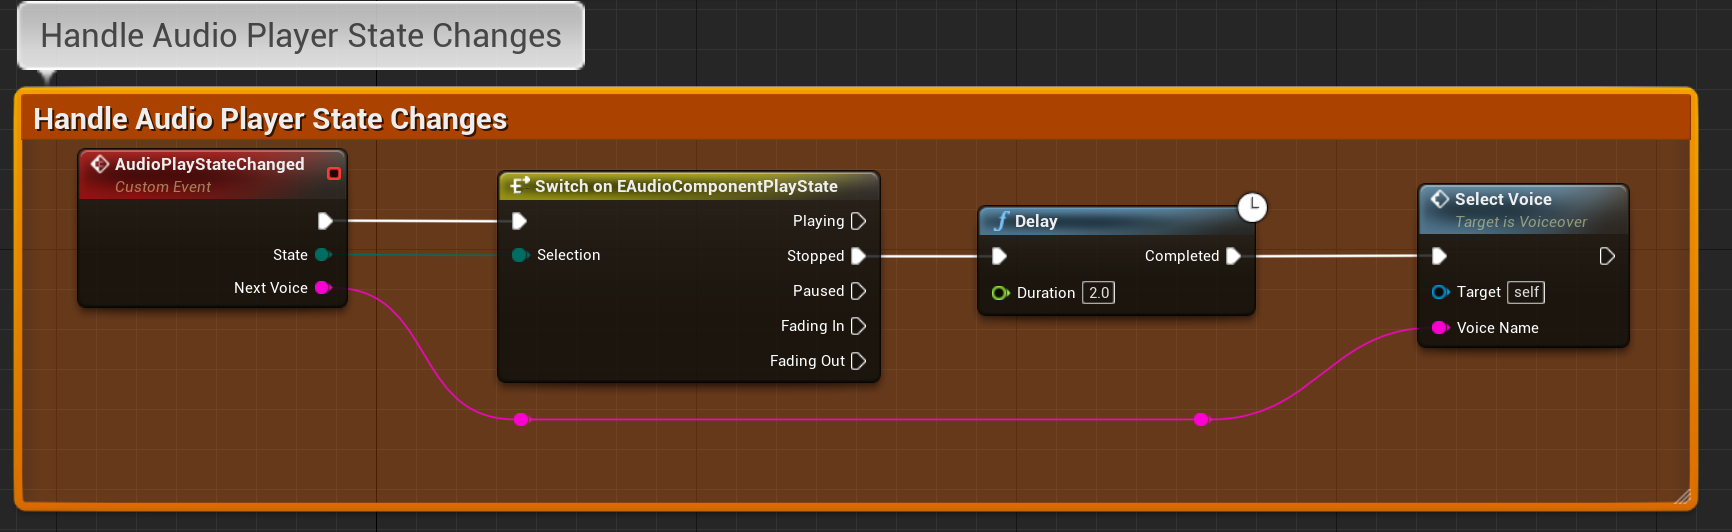 Handle Audio Player State Changes
Handle Audio Player State Changes
AudioPlayStateChanged
Custom Event
State
Next Voice
Switch on EAudioComponentPlayState
Selection
Playing
Stopped
Paused
Fading In
Fading Out
f Delay
Completed
Duration 2.0
Select Voice
Target is Voiceover
Target self
Voice Name